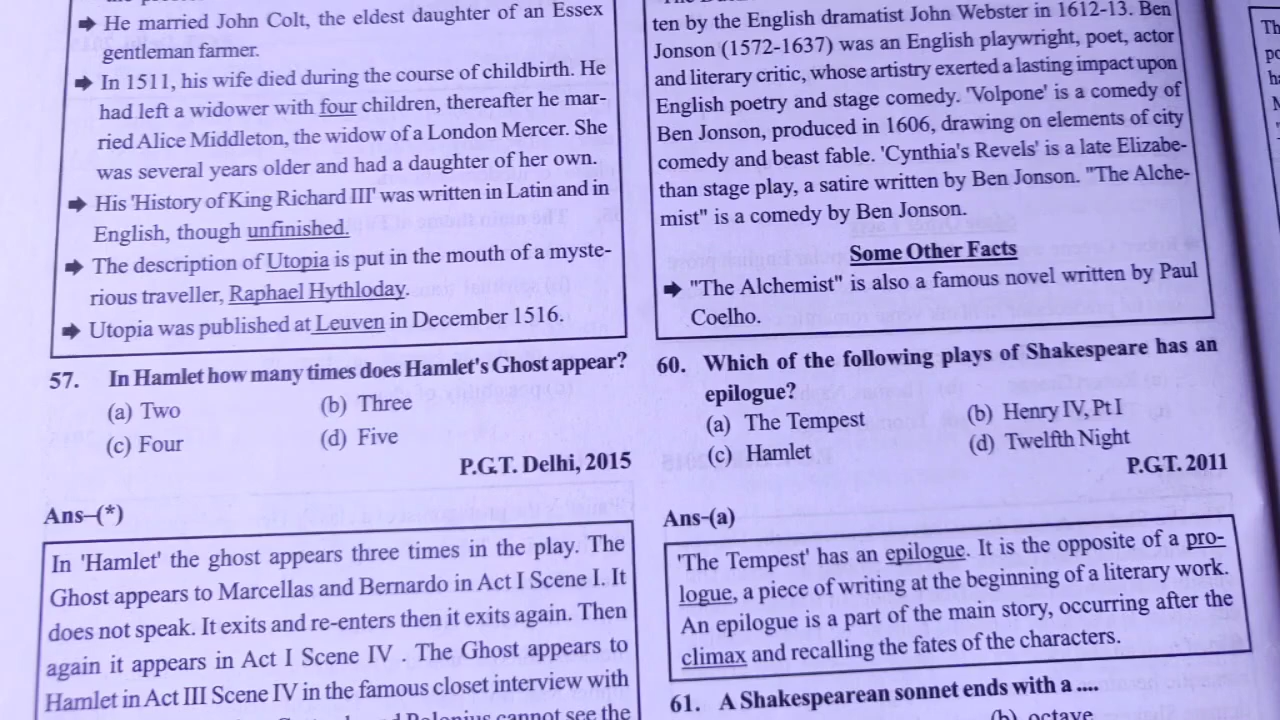 ➡ He married John Colt, the eldest daughter of an Essex
gentleman farmer.
➡ In 1511, his wife died during the course of childbirth. He
had left a widower with four children, thereafter he mar-
ried Alice Middleton, the widow of a London Mercer. She
was several years older and had a daughter of her own.
➡ His 'History of King Richard III' was written in Latin and in
English, though unfinished.
➡ The description of Utopia is put in the mouth of a myste-
rious traveller, Raphael Hythloday.
➡ Utopia was published at Leuven in December 1516.
57. In Hamlet how many times does Hamlet's Ghost appear?
(a) Two (b) Three
(c) Four (d) Five
P.G.T. Delhi, 2015
Ans–(*)
In 'Hamlet' the ghost appears three times in the play. The
Ghost appears to Marcellas and Bernardo in Act I Scene I. It
does not speak. It exits and re-enters then it exits again. Then
again it appears in Act I Scene IV . The Ghost appears to
Hamlet in Act III Scene IV in the famous closet interview with
Polonius cannot see the
ten by the English dramatist John Webster in 1612-13. Ben
Jonson (1572-1637) was an English playwright, poet, actor
and literary critic, whose artistry exerted a lasting impact upon
English poetry and stage comedy. 'Volpone' is a comedy of
Ben Jonson, produced in 1606, drawing on elements of city
comedy and beast fable. 'Cynthia's Revels' is a late Elizabe-
than stage play, a satire written by Ben Jonson. "The Alche-
mist" is a comedy by Ben Jonson.
Some Other Facts
➡ "The Alchemist" is also a famous novel written by Paul
Coelho.
60. Which of the following plays of Shakespeare has an
epilogue?
(a) The Tempest (b) Henry IV, Pt I
(c) Hamlet (d) Twelfth Night
P.G.T. 2011
Ans-(a)
'The Tempest' has an epilogue. It is the opposite of a pro-
logue, a piece of writing at the beginning of a literary work.
An epilogue is a part of the main story, occurring after the
climax and recalling the fates of the characters.
61. A Shakespearean sonnet ends with a ....
(b) octave
Th